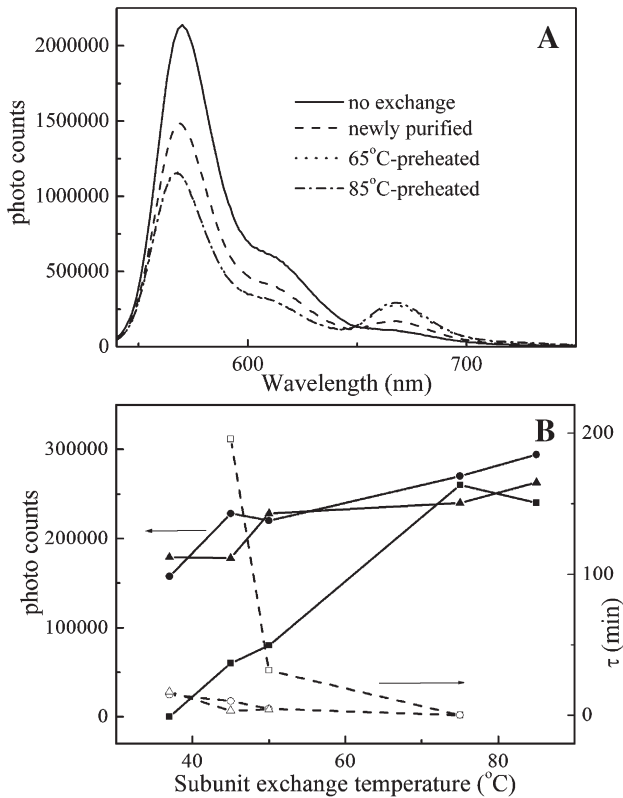 A
2000000
1500000
1000000
500000
0
photo counts
no exchange
newly purified
65°C-preheated
85°C-preheated
600
700
Wavelength (nm)
B
300000
200000
100000
0
photo counts
200
100
0
τ (min)
40
60
80
Subunit exchange temperature (°C)